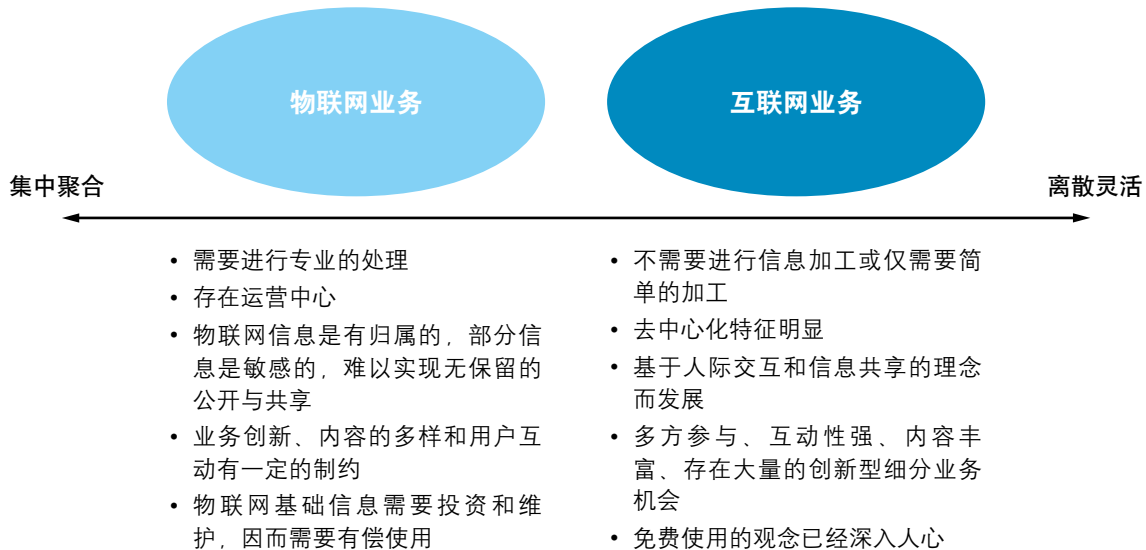 物联网业务
互联网业务
集中聚合
离散灵活
• 需要进行专业的处理
• 存在运营中心
• 物联网信息是有归属的，部分信
息是敏感的，难以实现无保留的
公开与共享
• 业务创新、内容的多样和用户互
动有一定的制约
• 物联网基础信息需要投资和维
护，因而需要有偿使用
• 不需要进行信息加工或仅需要简
单的加工
• 去中心化特征明显
• 基于人际交互和信息共享的理念
而发展
• 多方参与、互动性强、内容丰
富、存在大量的创新型细分业务
机会
• 免费使用的观念已经深入人心